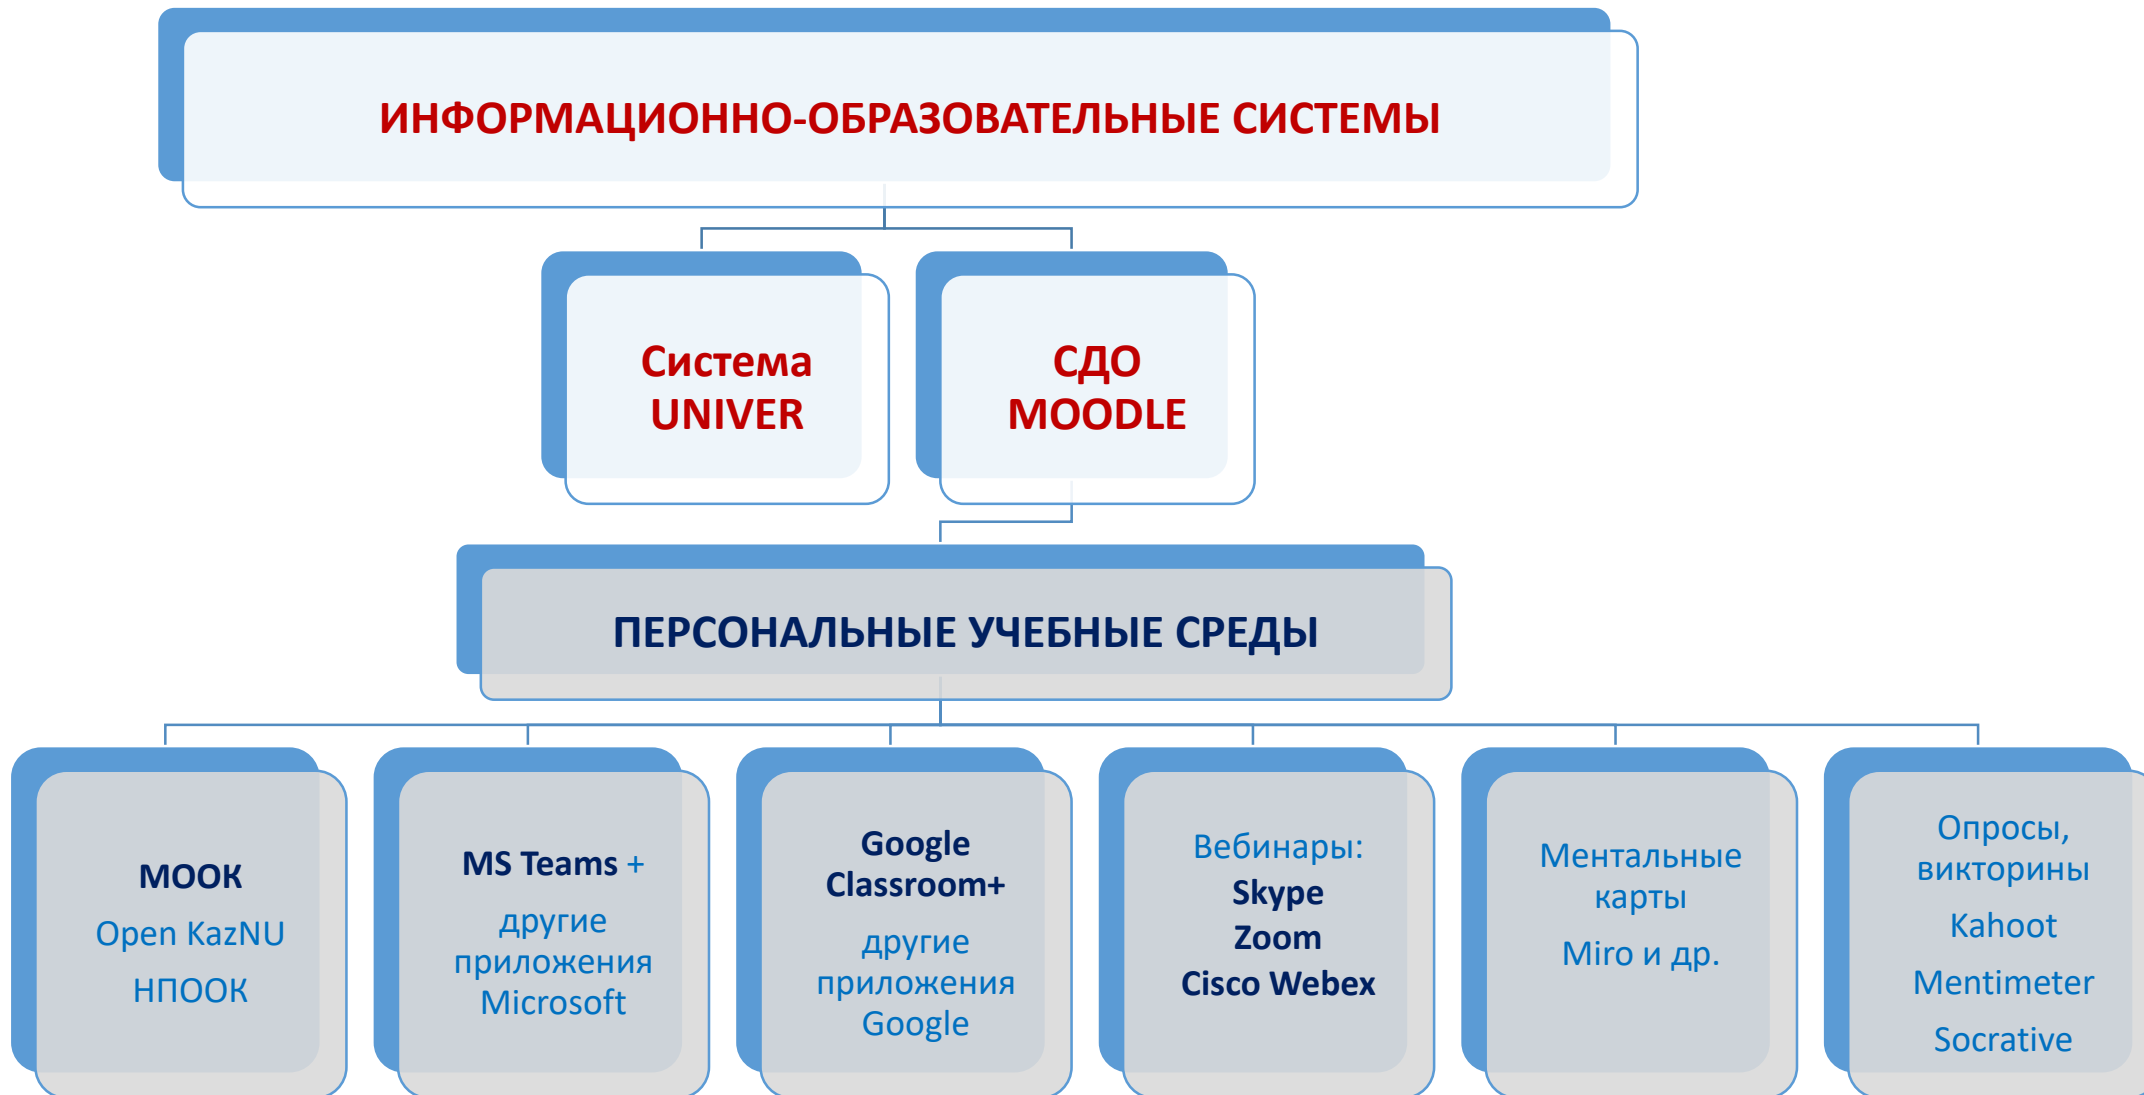 ИНФОРМАЦИОННО-ОБРАЗОВАТЕЛЬНЫЕ СИСТЕМЫ
Система
UNIVER
СДО
MOODLE
ПЕРСОНАЛЬНЫЕ УЧЕБНЫЕ СРЕДЫ
МООК
Open KazNU
НПООК
MS Teams +
другие
приложения
Microsoft
Google
Classroom+
другие
приложения
Google
Вебинары:
Skype
Zoom
Cisco Webex
Ментальные
карты
Miro и др.
Опросы,
викторины
Kahoot
Mentimeter
Socrative